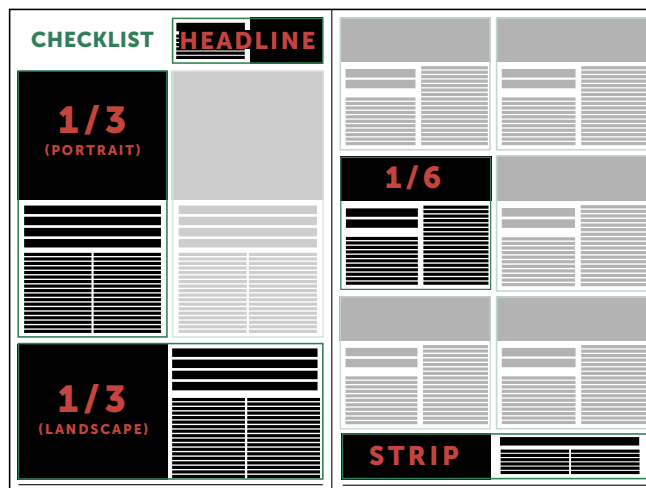 CHECKLIST
HEADLINE
1/3
(PORTRAIT)
1/3
(LANDSCAPE)
1/6
STRIP